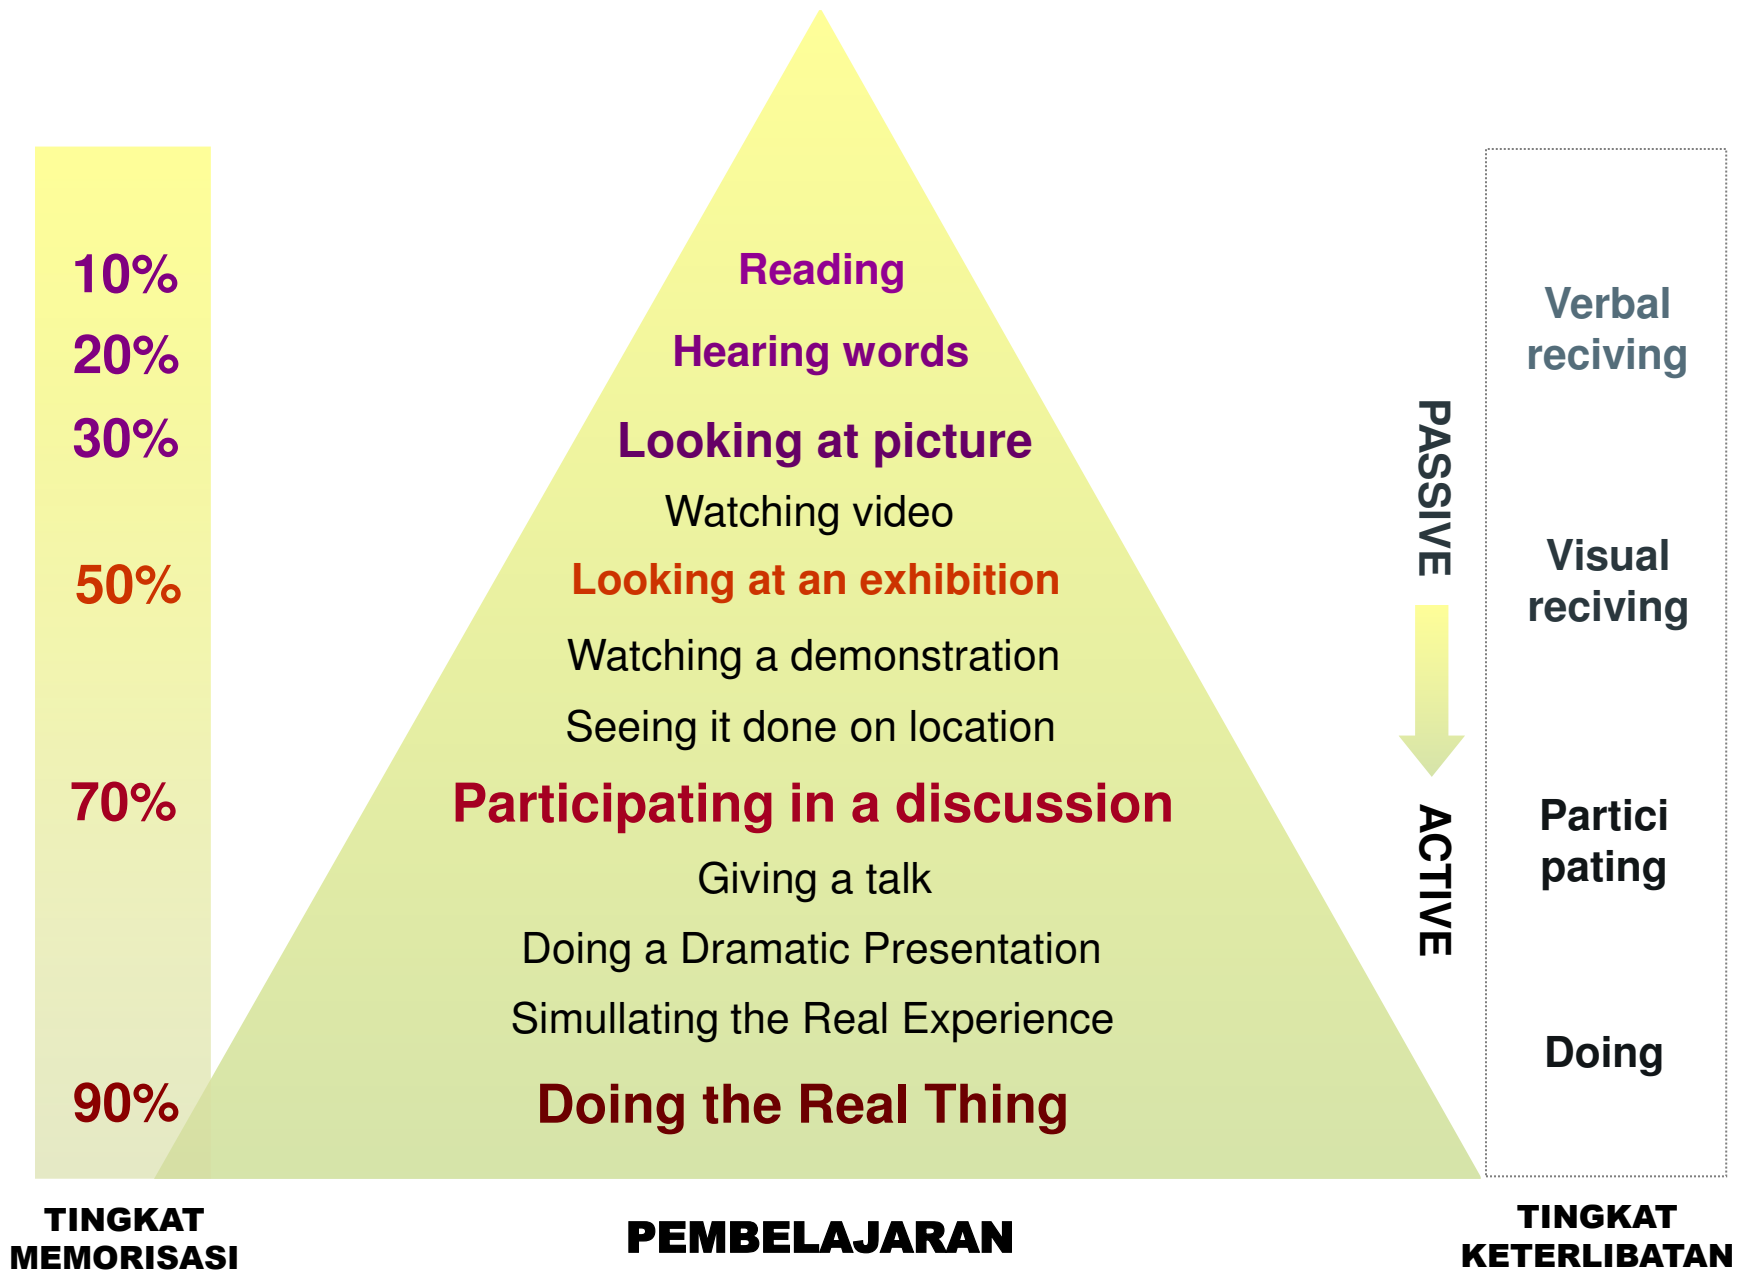 10%
20%
30%
50%
70%
90%
TINGKAT
MEMORISASI
Reading
Hearing words
Looking at picture
Watching video
Looking at an exhibition
Watching a demonstration
Seeing it done on location
Participating in a discussion
Giving a talk
Doing a Dramatic Presentation
Simullating the Real Experience
Doing the Real Thing
PEMBELAJARAN
PASSIVE
ACTIVE
Verbal
reciving
Visual
reciving
Partici
pating
Doing
TINGKAT
KETERLIBATAN